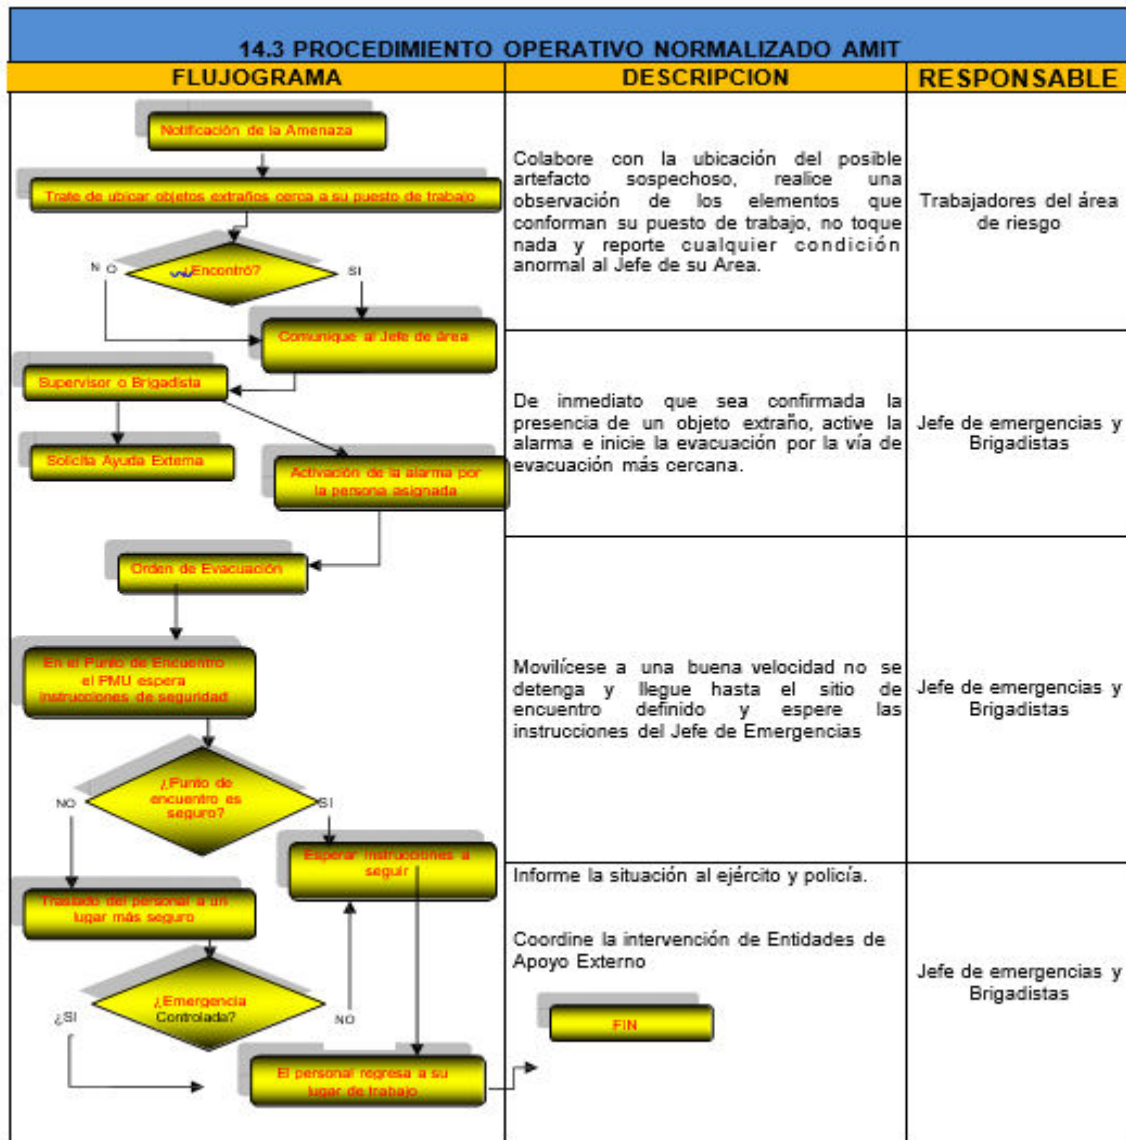 14.3 PROCEDIMIENTO OPERATIVO NORMALIZADO AMIT
FLUJOGRAMA
DESCRIPCION
RESPONSABLE
Notificación de la Amenaza
Trate de ubicar objetos extraños cerca a su puesto de trabajo
¿Encontró?
N O
SI
Comunique al Jefe de área
Colabore con la ubicación del posible
artefacto sospechoso, realice una
observación de los elementos que
conforman su puesto de trabajo, no toque
nada y reporte cualquier condición
anormal al Jefe de su Area.
Trabajadores del área
de riesgo
Supervisor o Brigadista
Solicita Ayuda Externa
Activación de la alarma por
la persona asignada
De inmediato que sea confirmada la
presencia de un objeto extraño, active la
alarma e inicie la evacuación por la vía de
evacuación más cercana.
Jefe de emergencias y
Brigadistas
Orden de Evacuación
En el Punto de Encuentro
el PMU espera
instrucciones de seguridad
¿Punto de
encuentro es
seguro?
NO
SI
Movilícese a una buena velocidad no se
detenga y llegue hasta el sitio de
encuentro definido y espere las
instrucciones del Jefe de Emergencias
Jefe de emergencias y
Brigadistas
Esperar instrucciones a
seguir
Traslado del personal a un
lugar más seguro
¿Emergencia
Controlada?
¿SI
NO
El personal regresa a su
lugar de trabajo
Informe la situación al ejército y policía.
Coordine la intervención de Entidades de
Apoyo Externo
FIN
Jefe de emergencias y
Brigadistas